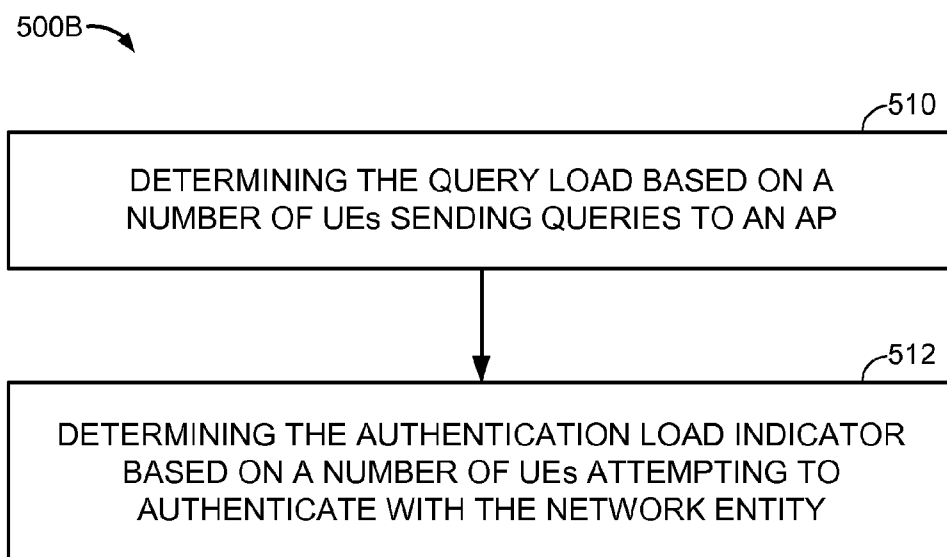 500B
510
DETERMINING THE QUERY LOAD BASED ON A
NUMBER OF UEs SENDING QUERIES TO AN AP
512
DETERMINING THE AUTHENTICATION LOAD INDICATOR
BASED ON A NUMBER OF UEs ATTEMPTING TO
AUTHENTICATE WITH THE NETWORK ENTITY